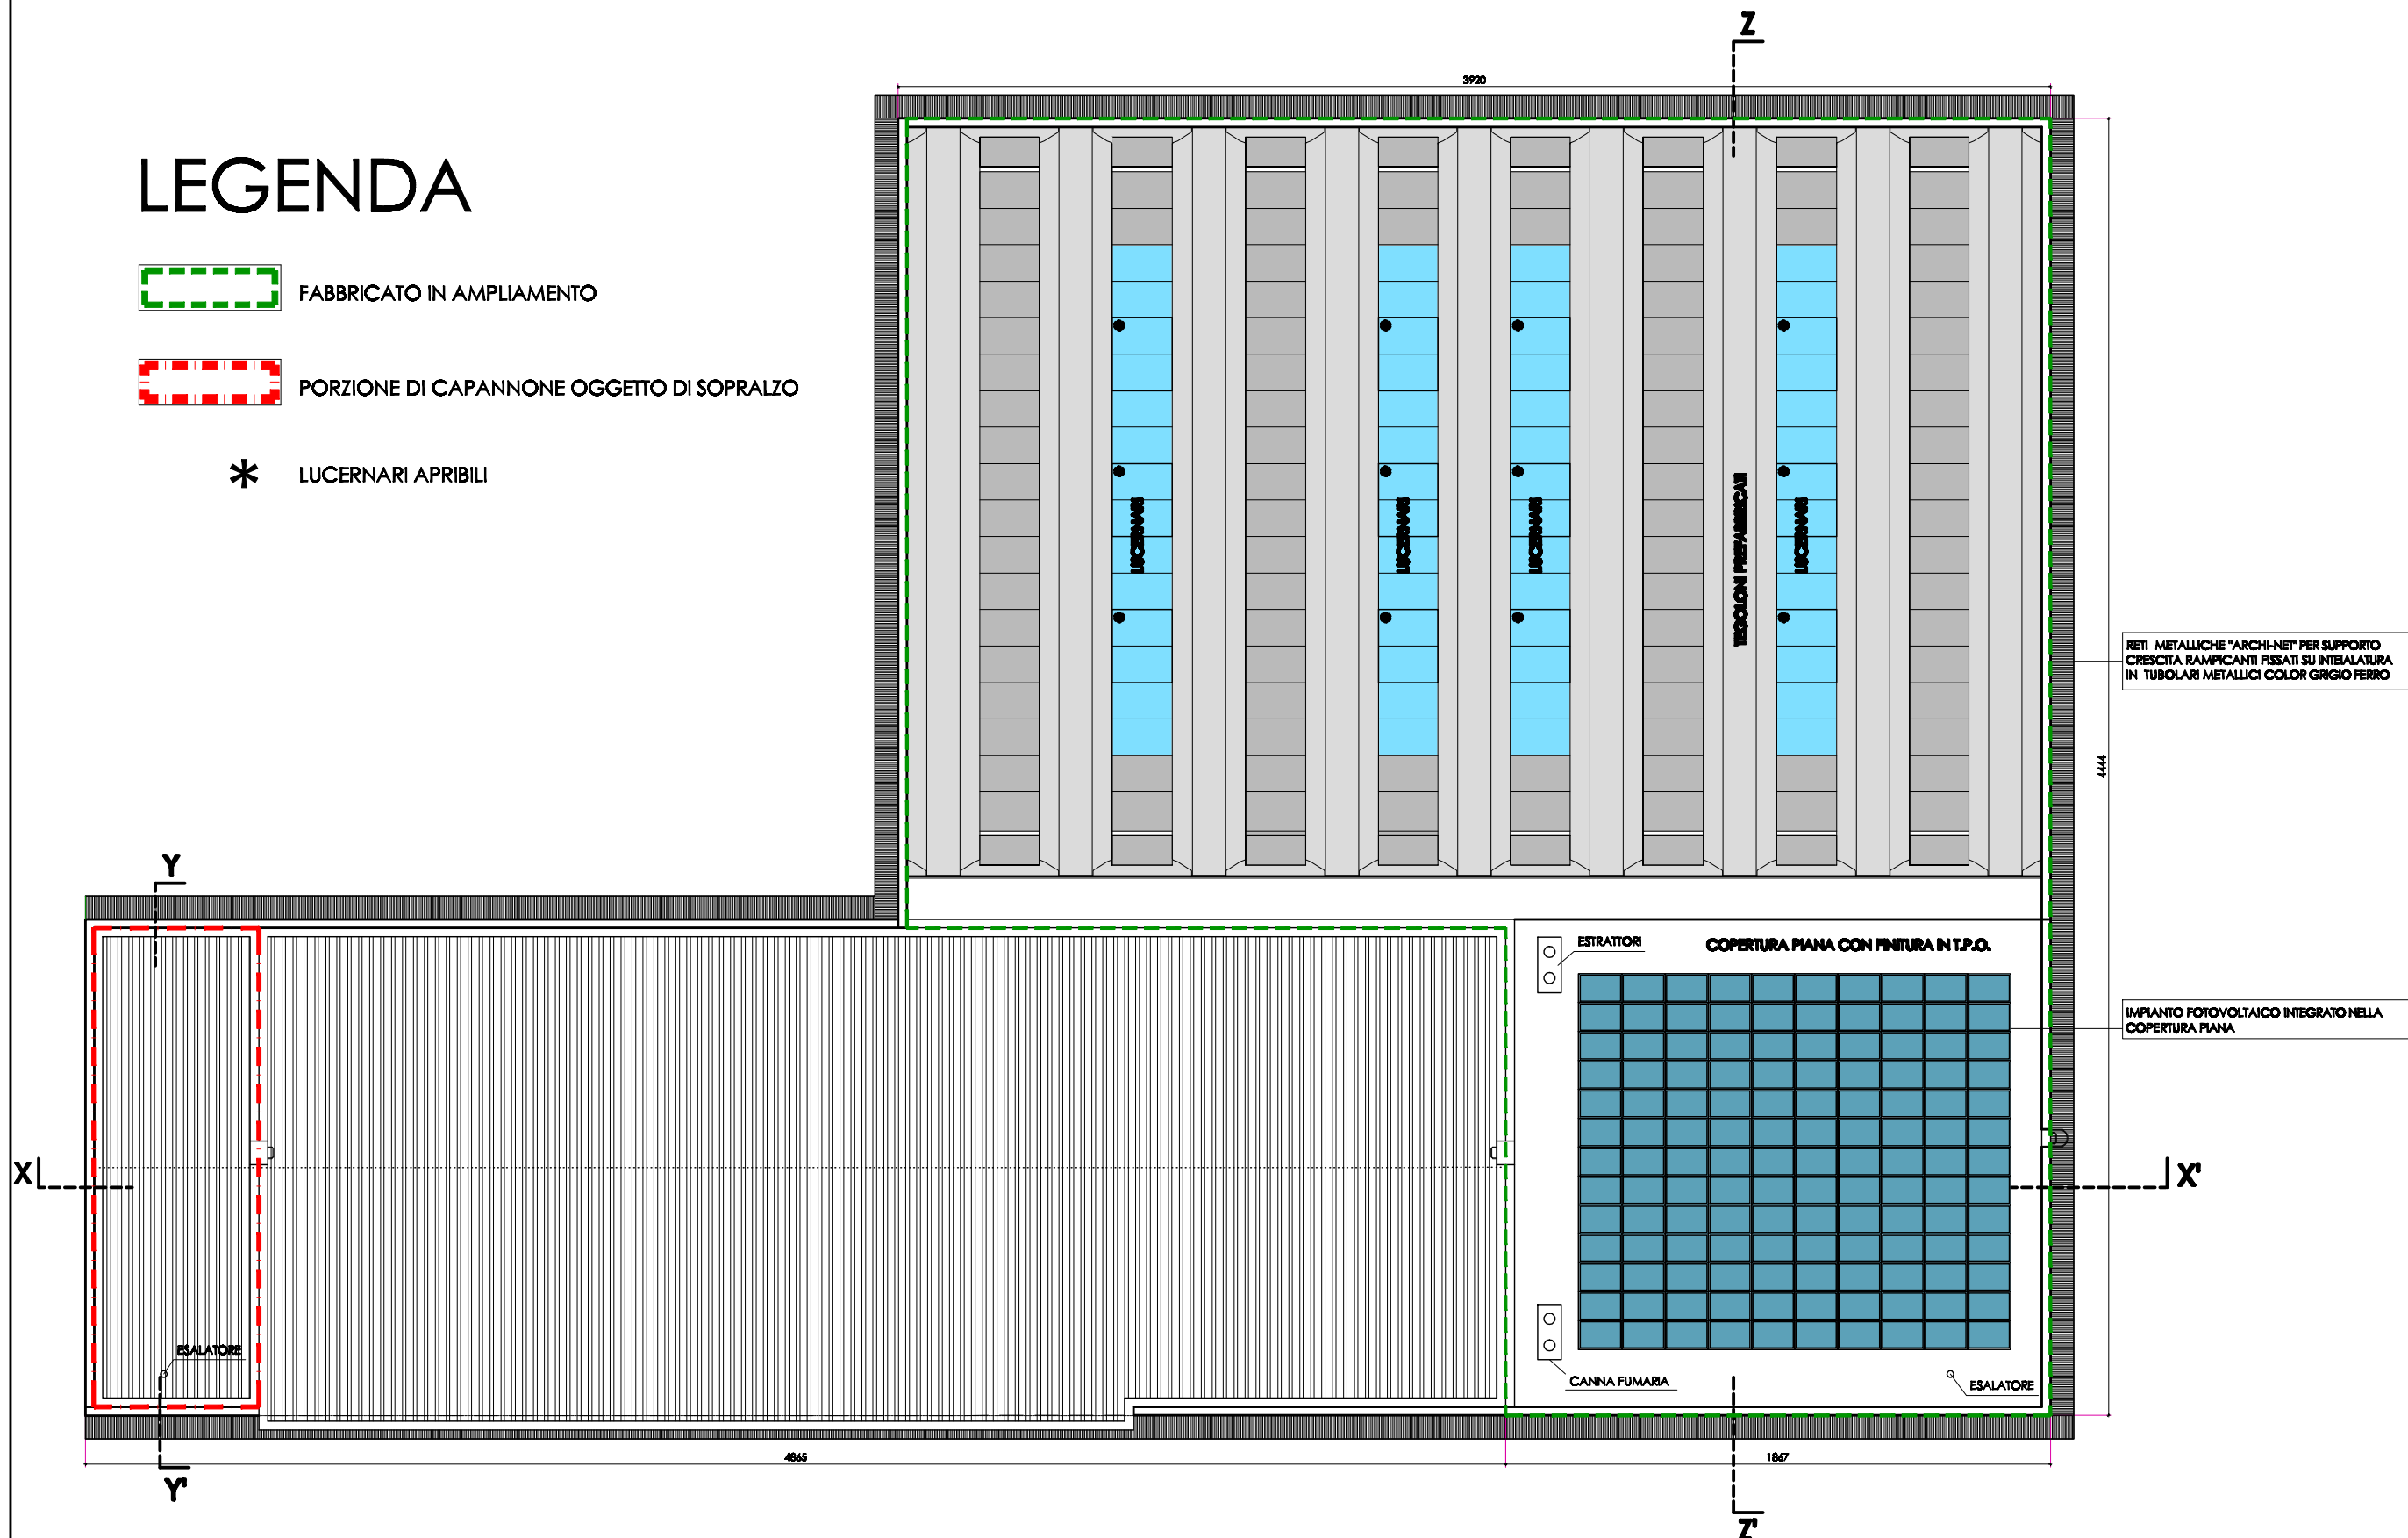 Z
3920
LEGENDA
FABBRICATO IN AMPLIAMENTO
PORZIONE DI CAPANNONE OGGETTO DI SOPRALZO
* LUCERNARI APRIBILI
LUCERNARI
LUCERNARI
LUCERNARI
TEGOLONI PREFABBRICATI
LUCERNARI
RETI METALLICHE "ARCHI-NET" PER SUPPORTO
CRESCITA RAMPICANTI FISSATI SU INTELALATURA
IN TUBOLARI METALLICI COLOR GRIGIO FERRO
4444
Y
ESTRATTORI
COPERTURA PIANA CON FINITURA IN T.P.O.
IMPIANTO FOTOVOLTAICO INTEGRATO NELLA
COPERTURA PIANA
X
X'
ESALATORE
CANNA FUMARIA
ESALATORE
4865
1867
Y'
Z'